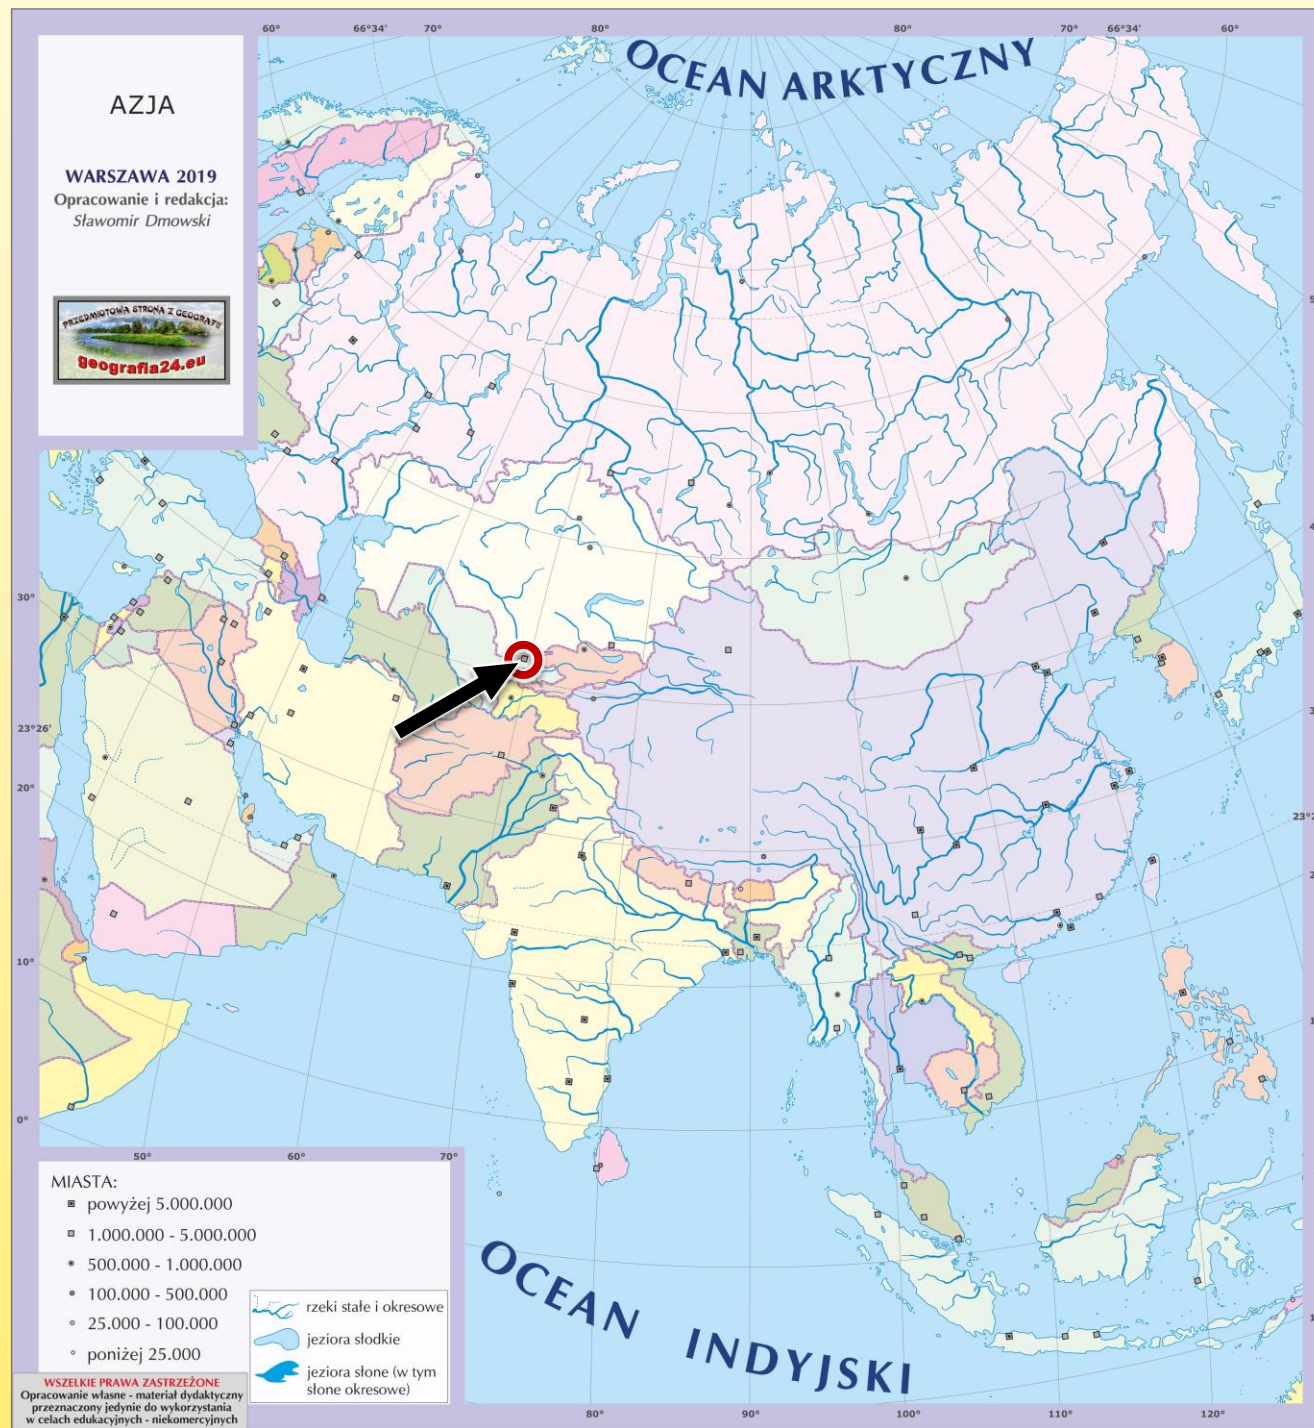 60°
66°34'
70°
80°
80°
70°
66°34'
60°
OCEAN ARKTYCZNY
AZJA
WARSZAWA 2019
Opracowanie i redakcja:
Sławomir Dmowski
PRZEDMIOTOWA STRONA Z GEOGRAFII
geografia24.eu
30°
23°26'
20°
10°
0°
50°
60°
70°
MIASTA:
powyżej 5.000.000
1.000.000 - 5.000.000
500.000 - 1.000.000
100.000 - 500.000
25.000 - 100.000
poniżej 25.000
rzeki stałe i okresowe
jeziora słodkie
jeziora słone (w tym
słone okresowe)
OCEAN INDYJSKI
WSZELKIE PRAWA ZASTRZEŻONE
Opracowanie własne - materiał dydaktyczny
przeznaczony jedynie do wykorzystania
w celach edukacyjnych - niekomercyjnych
80°
90°
100°
110°
120°